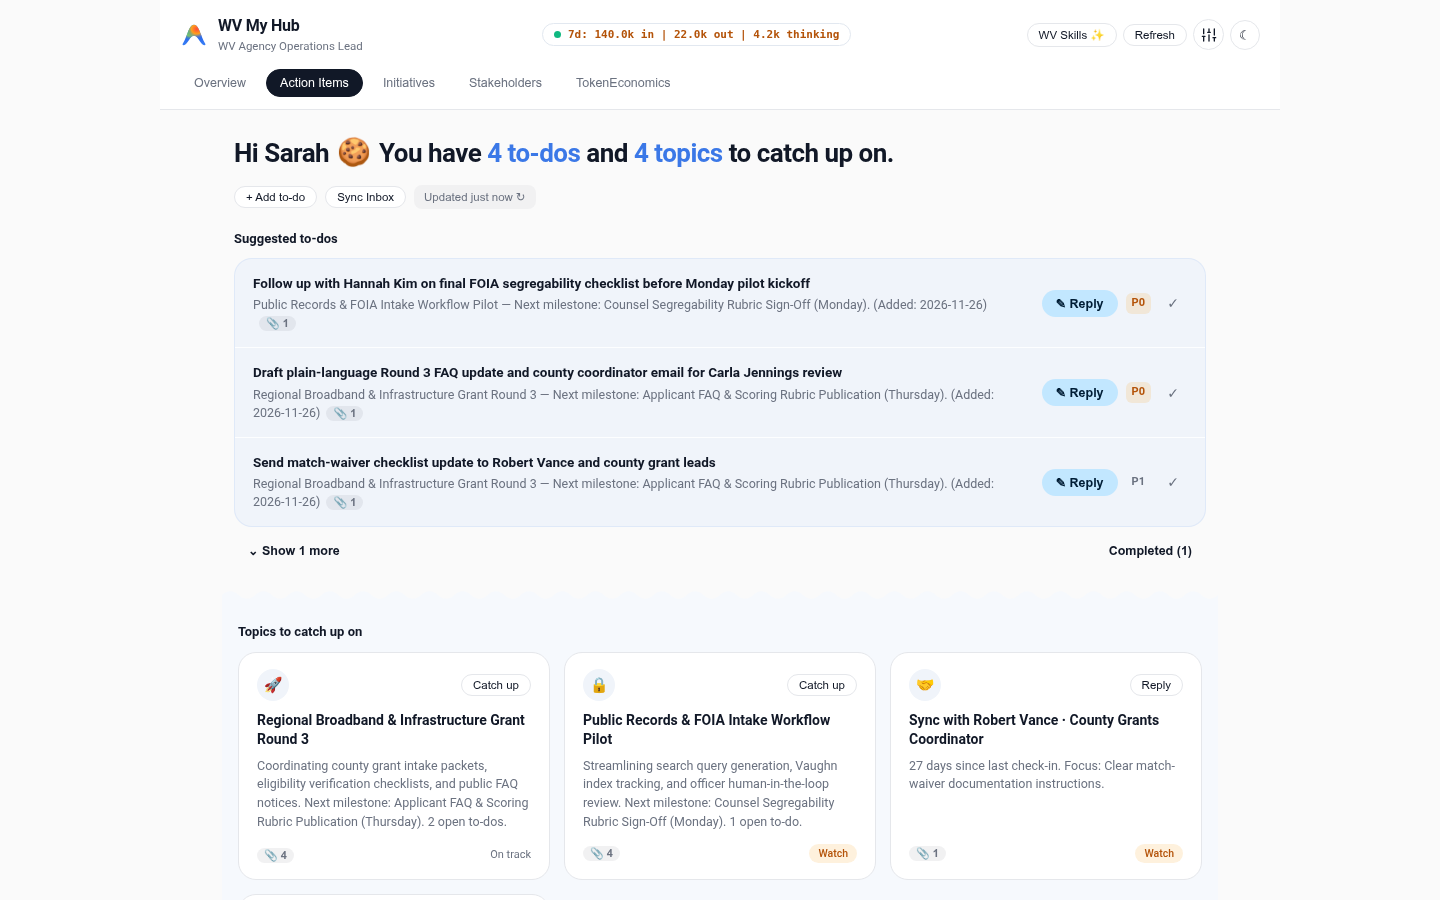 WV My Hub
WV Agency Operations Lead
7d: 140.0k in | 22.0k out | 4.2k thinking
WV Skills ✨
Refresh
Overview
Action Items
Initiatives
Stakeholders
TokenEconomics
Hi Sarah 🍪 You have 4 to-dos and 4 topics to catch up on.
+ Add to-do
Sync Inbox
Updated just now ↻
Suggested to-dos
Follow up with Hannah Kim on final FOIA segregability checklist before Monday pilot kickoff
Public Records & FOIA Intake Workflow Pilot — Next milestone: Counsel Segregability Rubric Sign-Off (Monday). (Added: 2026-11-26)
📎 1
✎ Reply
P0
✓
Draft plain-language Round 3 FAQ update and county coordinator email for Carla Jennings review
Regional Broadband & Infrastructure Grant Round 3 — Next milestone: Applicant FAQ & Scoring Rubric Publication (Thursday). (Added:
2026-11-26) 📎 1
✎ Reply
P0
✓
Send match-waiver checklist update to Robert Vance and county grant leads
Regional Broadband & Infrastructure Grant Round 3 — Next milestone: Applicant FAQ & Scoring Rubric Publication (Thursday). (Added:
2026-11-26) 📎 1
✎ Reply
P1
✓
⌄ Show 1 more
Completed (1)
Topics to catch up on
🚀
Catch up
Regional Broadband & Infrastructure Grant
Round 3
Coordinating county grant intake packets,
eligibility verification checklists, and public FAQ
notices. Next milestone: Applicant FAQ & Scoring
Rubric Publication (Thursday). 2 open to-dos.
📎 4
On track
🔒
Catch up
Public Records & FOIA Intake Workflow
Pilot
Streamlining search query generation, Vaughn
index tracking, and officer human-in-the-loop
review. Next milestone: Counsel Segregability
Rubric Sign-Off (Monday). 1 open to-do.
📎 4
Watch
🤝
Reply
Sync with Robert Vance · County Grants
Coordinator
27 days since last check-in. Focus: Clear match-
waiver documentation instructions.
📎 1
Watch